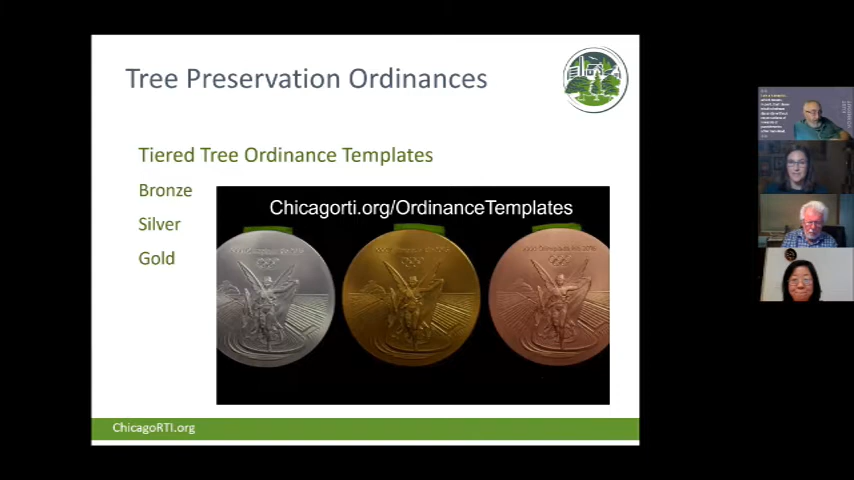 Tree Preservation Ordinances
Tiered Tree Ordinance Templates
Bronze
Silver
Gold
Chicagorti.org/OrdinanceTemplates
ChicagoRTI.org